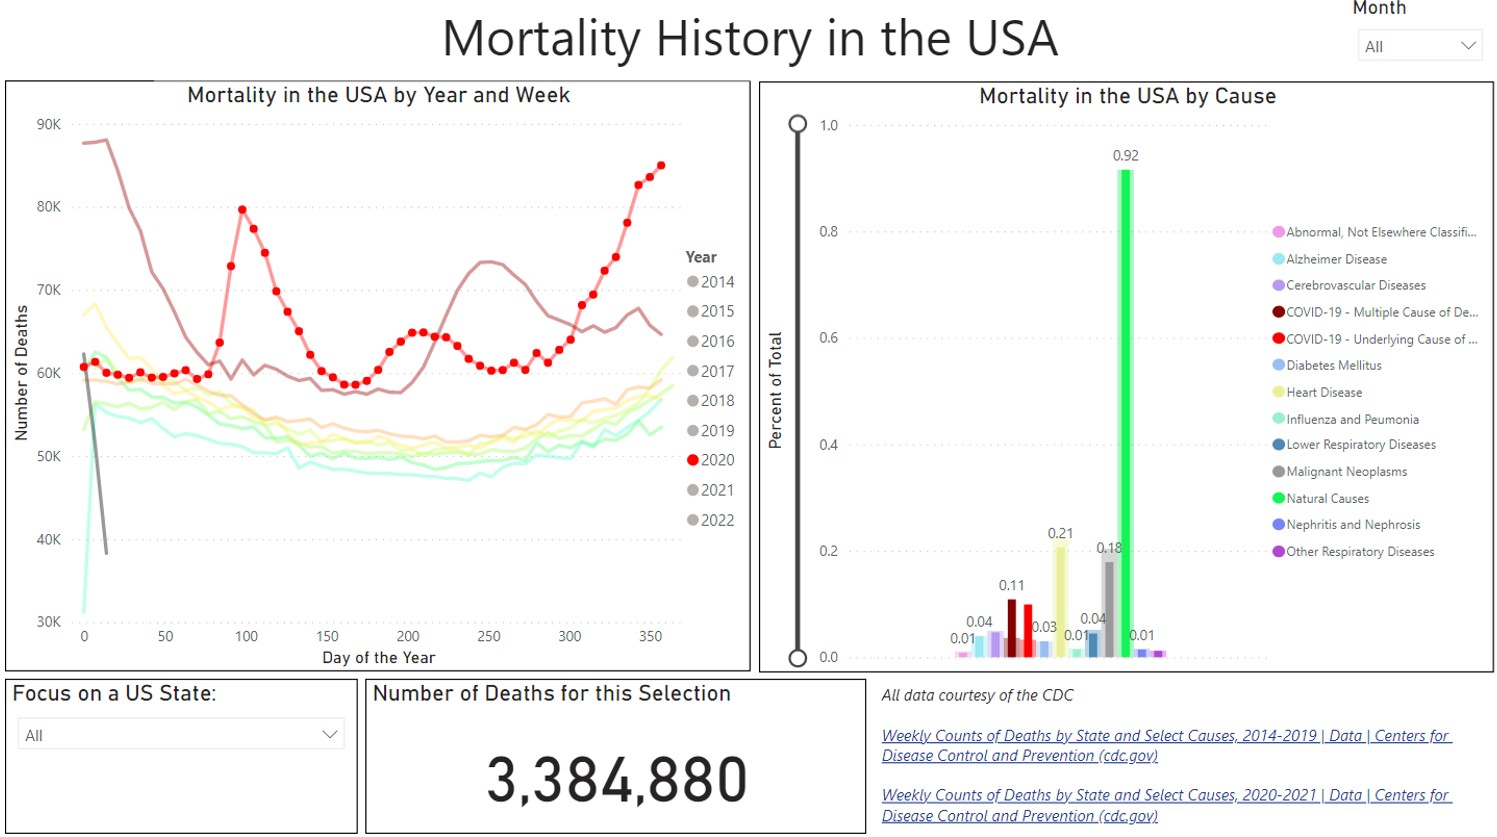 Mortality History in the USA
Month
All
Mortality in the USA by Year and Week
90K
80K
70K
60K
50K
40K
30K
Number of Deaths
0 50 100 150 200 250 300 350
Day of the Year
Year
2014
2015
2016
2017
2018
2019
2020
2021
2022
Mortality in the USA by Cause
1.0
0.8
0.6
0.4
0.2
0.0
Percent of Total
0.01
0.04
0.11
0.03
0.21
0.01
0.04
0.18
0.92
0.01
Abnormal, Not Elsewhere Classifi...
Alzheimer Disease
Cerebrovascular Diseases
COVID-19 - Multiple Cause of De...
COVID-19 - Underlying Cause of ...
Diabetes Mellitus
Heart Disease
Influenza and Peumonia
Lower Respiratory Diseases
Malignant Neoplasms
Natural Causes
Nephritis and Nephrosis
Other Respiratory Diseases
Focus on a US State:
All
Number of Deaths for this Selection
3,384,880
All data courtesy of the CDC
Weekly Counts of Deaths by State and Select Causes, 2014-2019 | Data | Centers for
Disease Control and Prevention (cdc.gov)
Weekly Counts of Deaths by State and Select Causes, 2020-2021 | Data | Centers for
Disease Control and Prevention (cdc.gov)